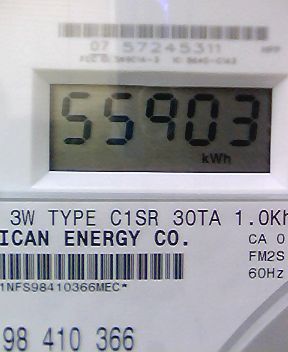 07 57245311
55903
kWh
3W TYPE C1SR 30TA 1.0Kh
ICAN ENERGY CO.
CA 0
FM2S
60Hz
1NFS98410366MEC*
98 410 366